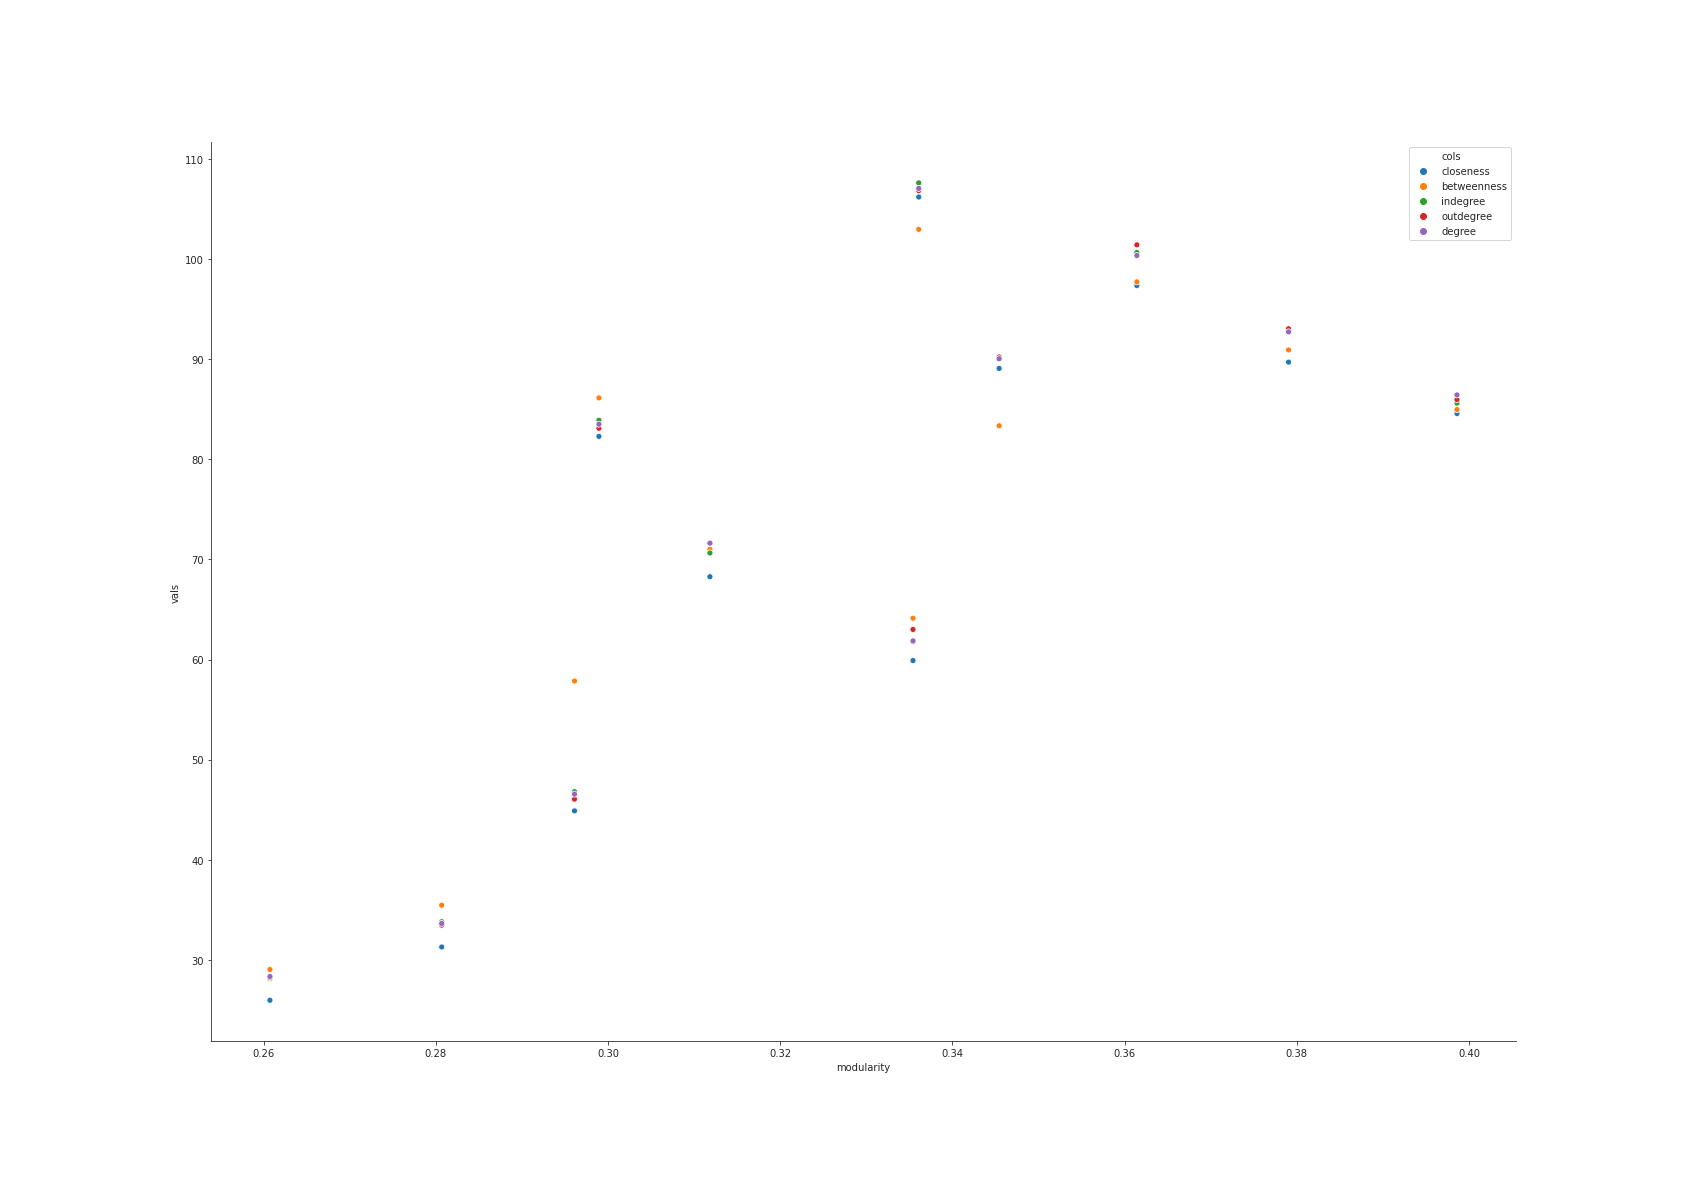 cols
closeness
betweenness
indegree
outdegree
degree
110
100
90
80
70
60
50
40
30
vals
0.26 0.28 0.30 0.32 0.34 0.36 0.38 0.40
modularity